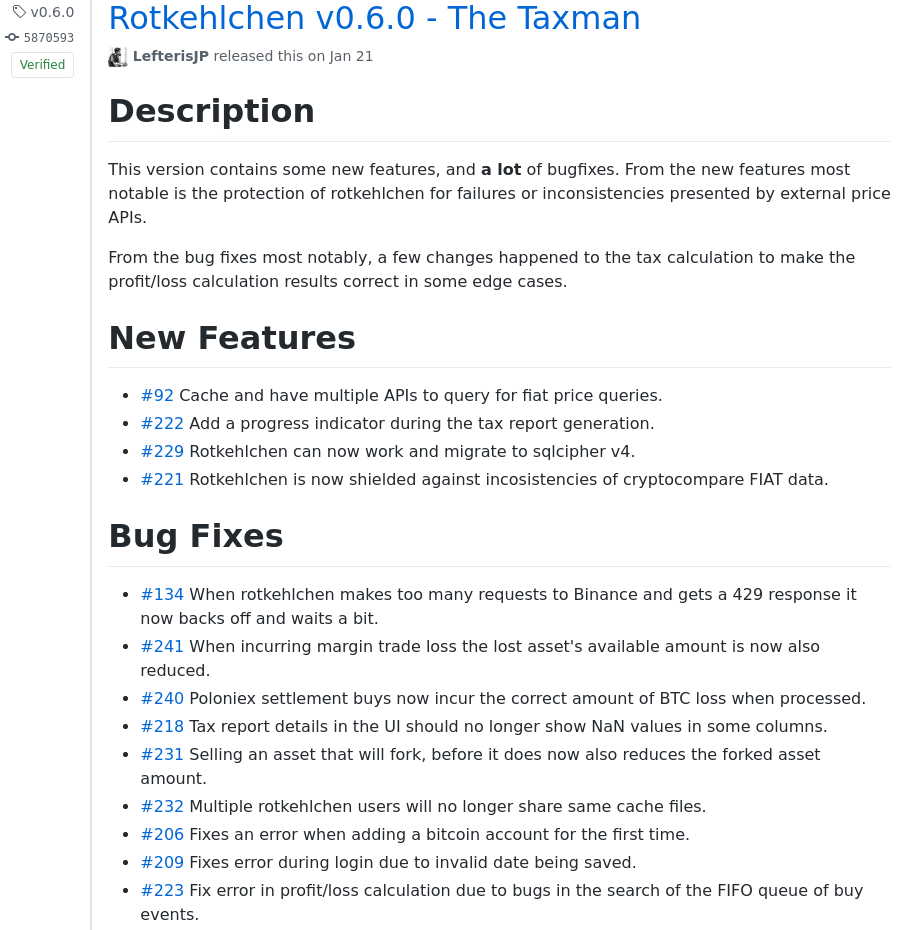 v0.6.0
5870593
Verified
Rotkehlchen v0.6.0 - The Taxman
LefterisJP released this on Jan 21
Description
This version contains some new features, and a lot of bugfixes. From the new features most
notable is the protection of rotkehlchen for failures or inconsistencies presented by external price
APIs.
From the bug fixes most notably, a few changes happened to the tax calculation to make the
profit/loss calculation results correct in some edge cases.
New Features
#92 Cache and have multiple APIs to query for fiat price queries.
#222 Add a progress indicator during the tax report generation.
#229 Rotkehlchen can now work and migrate to sqlcipher v4.
#221 Rotkehlchen is now shielded against incosistencies of cryptocompare FIAT data.
Bug Fixes
#134 When rotkehlchen makes too many requests to Binance and gets a 429 response it
now backs off and waits a bit.
#241 When incurring margin trade loss the lost asset's available amount is now also
reduced.
#240 Poloniex settlement buys now incur the correct amount of BTC loss when processed.
#218 Tax report details in the UI should no longer show NaN values in some columns.
#231 Selling an asset that will fork, before it does now also reduces the forked asset
amount.
#232 Multiple rotkehlchen users will no longer share same cache files.
#206 Fixes an error when adding a bitcoin account for the first time.
#209 Fixes error during login due to invalid date being saved.
#223 Fix error in profit/loss calculation due to bugs in the search of the FIFO queue of buy
events.